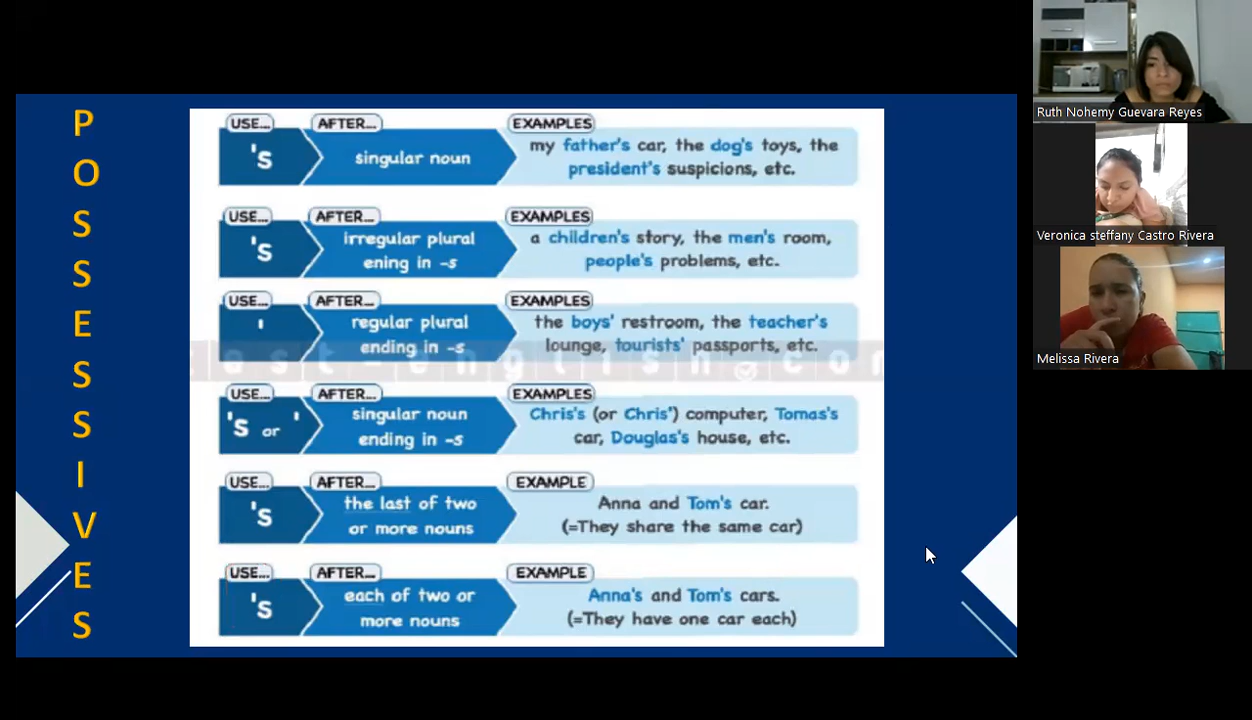 POSSESSIVES
USE... AFTER... EXAMPLES
's singular noun
my father's car, the dog's toys, the
president's suspicions, etc.
USE... AFTER... EXAMPLES
's
irregular plural
ening in -s
a children's story, the men's room,
people's problems, etc.
USE... AFTER... EXAMPLES
'
regular plural
ending in -s
the boys' restroom, the teacher's
lounge, tourists' passports, etc.
test-english.com
USE... AFTER... EXAMPLES
's or '
singular noun
ending in -s
Chris's (or Chris') computer, Tomas's
car, Douglas's house, etc.
USE... AFTER... EXAMPLE
's
the last of two
or more nouns
Anna and Tom's car.
(=They share the same car)
USE... AFTER... EXAMPLE
's
each of two or
more nouns
Anna's and Tom's cars.
(=They have one car each)
Ruth Nohemy Guevara Reyes
Veronica steffany Castro Rivera
Melissa Rivera